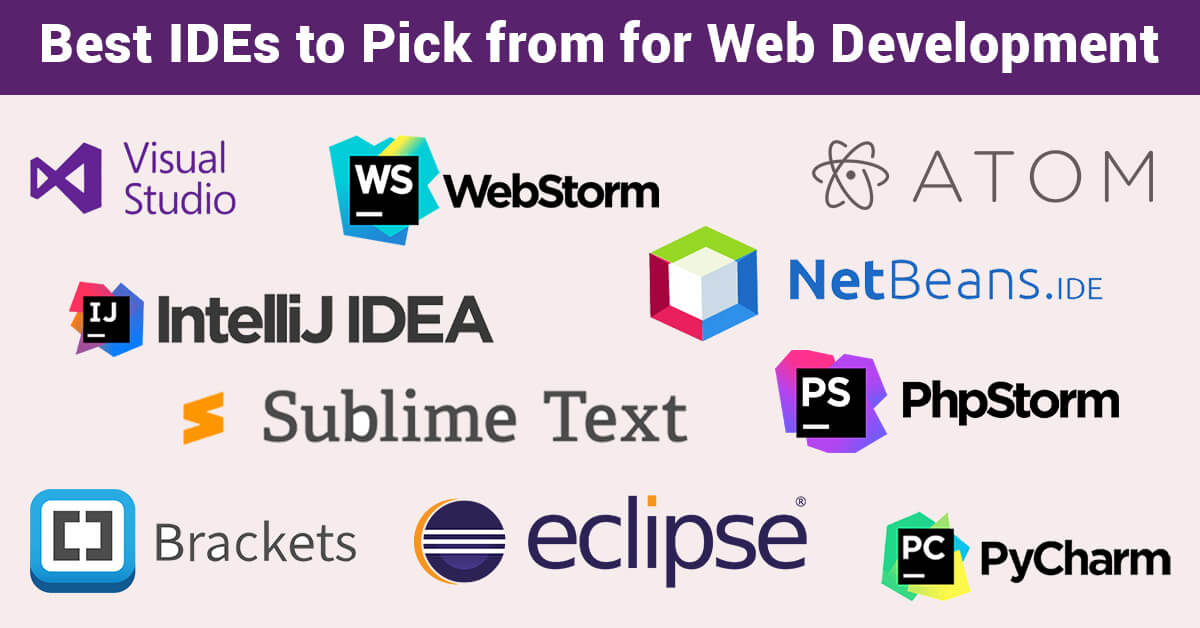 Best IDEs to Pick from for Web Development
Visual
Studio
WS
WebStorm
ATOM
NetBeans.IDE
IJ
IntelliJ IDEA
PS
PhpStorm
Sublime Text
Brackets
eclipse®
PC
PyCharm